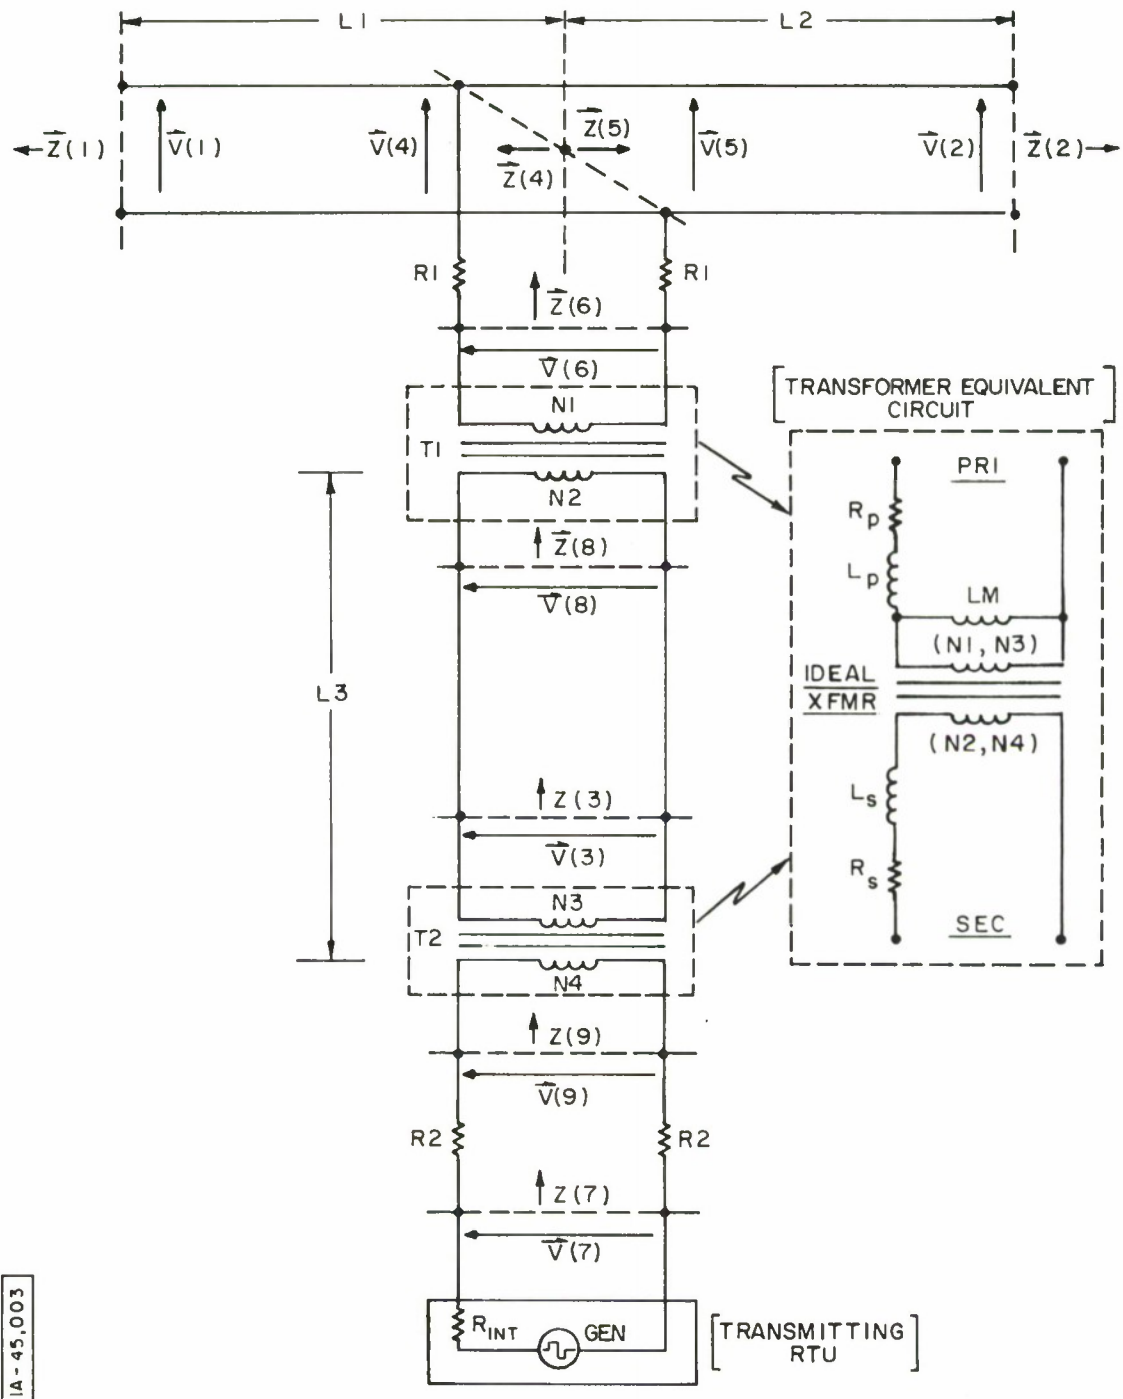 L1
L2
Z(1)
V(1)
V(4)
Z(5)
Z(4)
V(5)
V(2)
Z(2)
R1
R1
Z(6)
V(6)
N1
T1
N2
[TRANSFORMER EQUIVALENT
CIRCUIT]
PRI
Rp
Lp
LM
(N1, N3)
IDEAL
XFMR
(N2, N4)
Ls
Rs
SEC
Z(8)
V(8)
L3
Z(3)
V(3)
N3
T2
N4
Z(9)
V(9)
R2
R2
Z(7)
V(7)
RINT
GEN
[TRANSMITTING
RTU]
IA-45,003